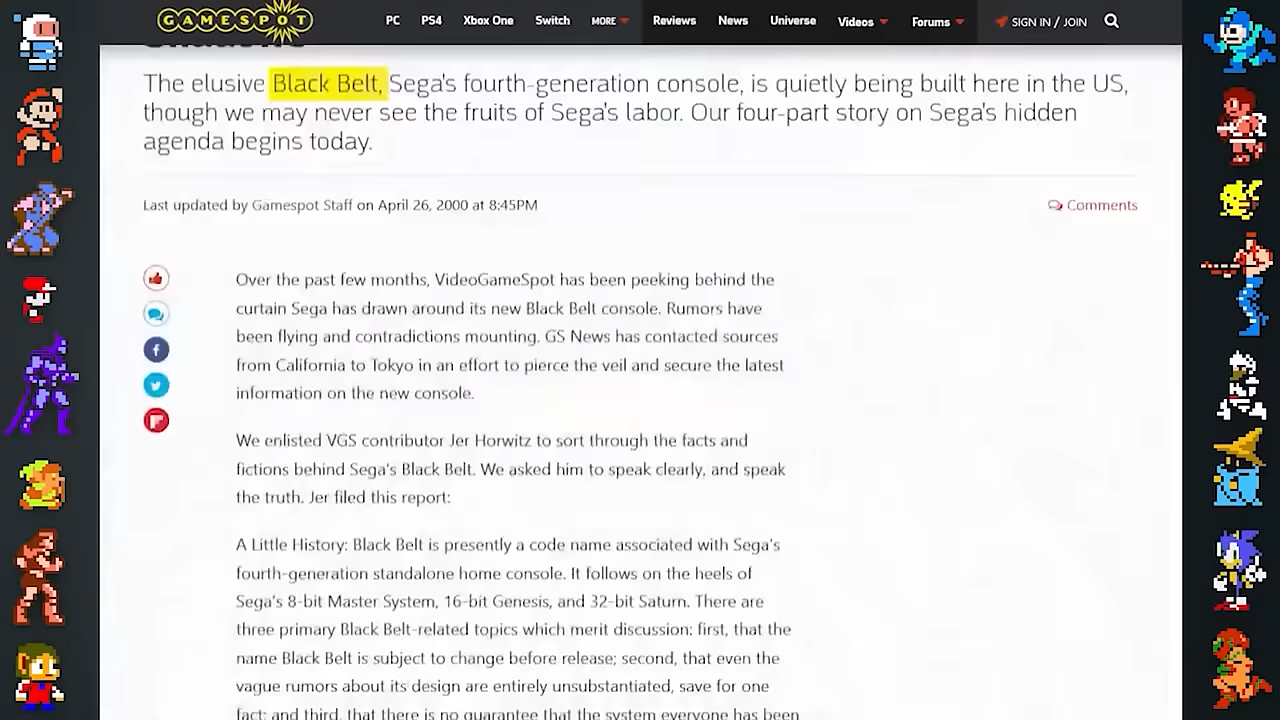 GAMESPOT
PC PS4 Xbox One Switch MORE Reviews News Universe Videos Forums SIGN IN / JOIN
The elusive Black Belt, Sega's fourth-generation console, is quietly being built here in the US,
though we may never see the fruits of Sega's labor. Our four-part story on Sega's hidden
agenda begins today.
Last updated by Gamespot Staff on April 26, 2000 at 8:45PM
Comments
Over the past few months, VideoGameSpot has been peeking behind the
curtain Sega has drawn around its new Black Belt console. Rumors have
been flying and contradictions mounting. GS News has contacted sources
from California to Tokyo in an effort to pierce the veil and secure the latest
information on the new console.
We enlisted VGS contributor Jer Horwitz to sort through the facts and
fictions behind Sega's Black Belt. We asked him to speak clearly, and speak
the truth. Jer filed this report:
A Little History: Black Belt is presently a code name associated with Sega's
fourth-generation standalone home console. It follows on the heels of
Sega's 8-bit Master System, 16-bit Genesis, and 32-bit Saturn. There are
three primary Black Belt-related topics which merit discussion: first, that the
name Black Belt is subject to change before release; second, that even the
vague rumors about its design are entirely unsubstantiated, save for one
fact; and third, that there is no guarantee that the system everyone has been